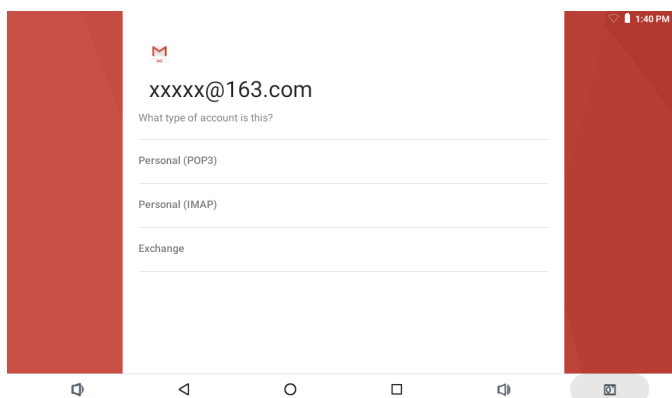 1:40 PM
xxxxx@163.com
What type of account is this?
Personal (POP3)
Personal (IMAP)
Exchange